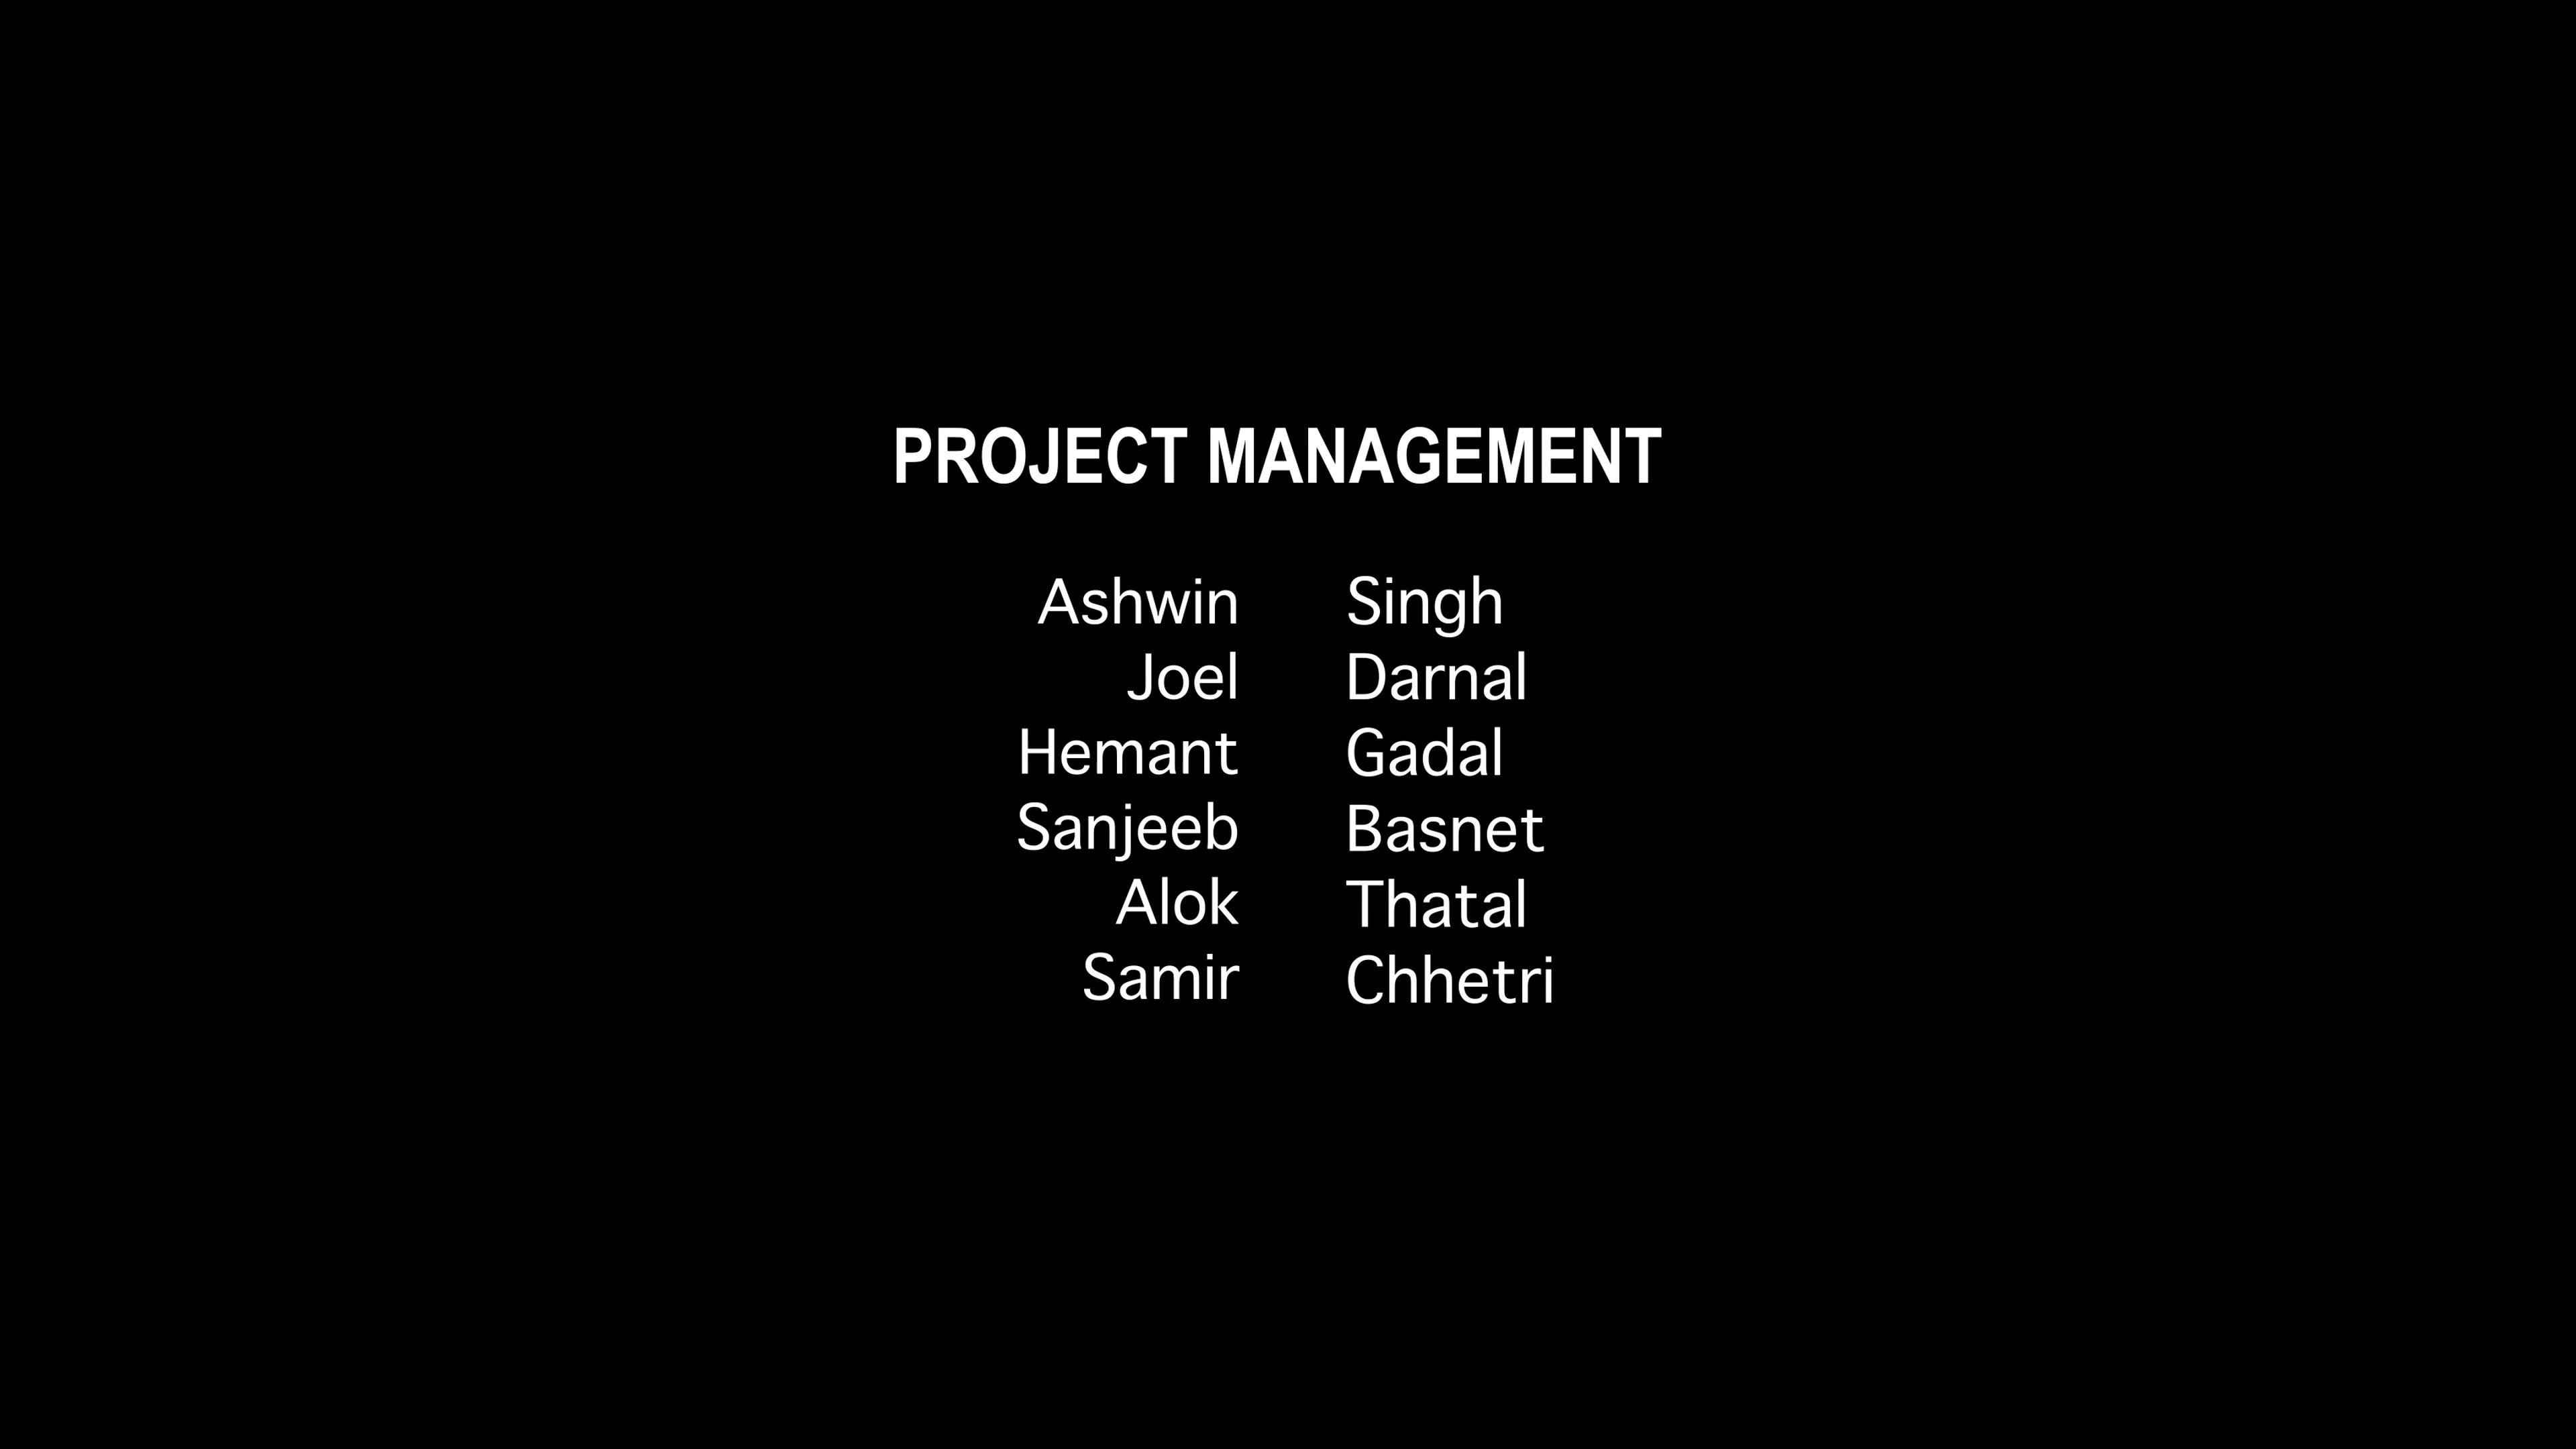 PROJECT MANAGEMENT
Ashwin Singh
Joel Darnal
Hemant Gadal
Sanjeeb Basnet
Alok Thatal
Samir Chhetri